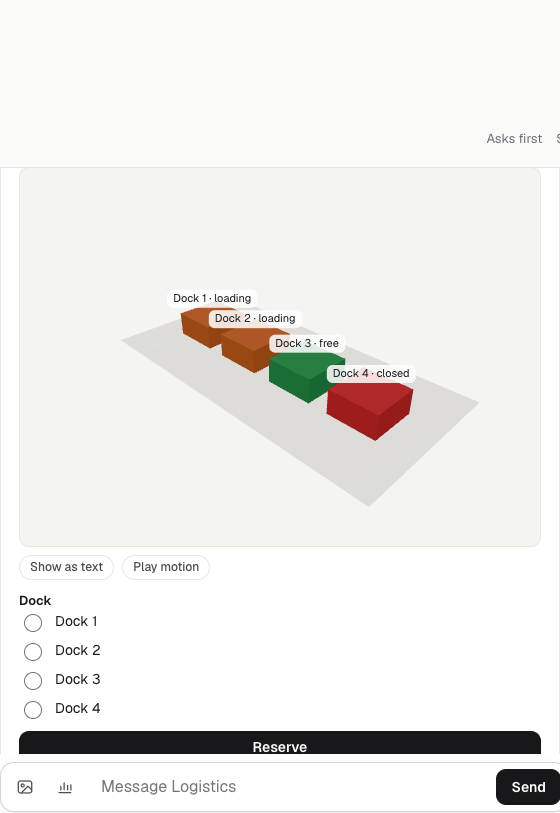 Asks first
Dock 1 · loading
Dock 2 · loading
Dock 3 · free
Dock 4 · closed
Show as text
Play motion
Dock
Dock 1
Dock 2
Dock 3
Dock 4
Reserve
Message Logistics
Send